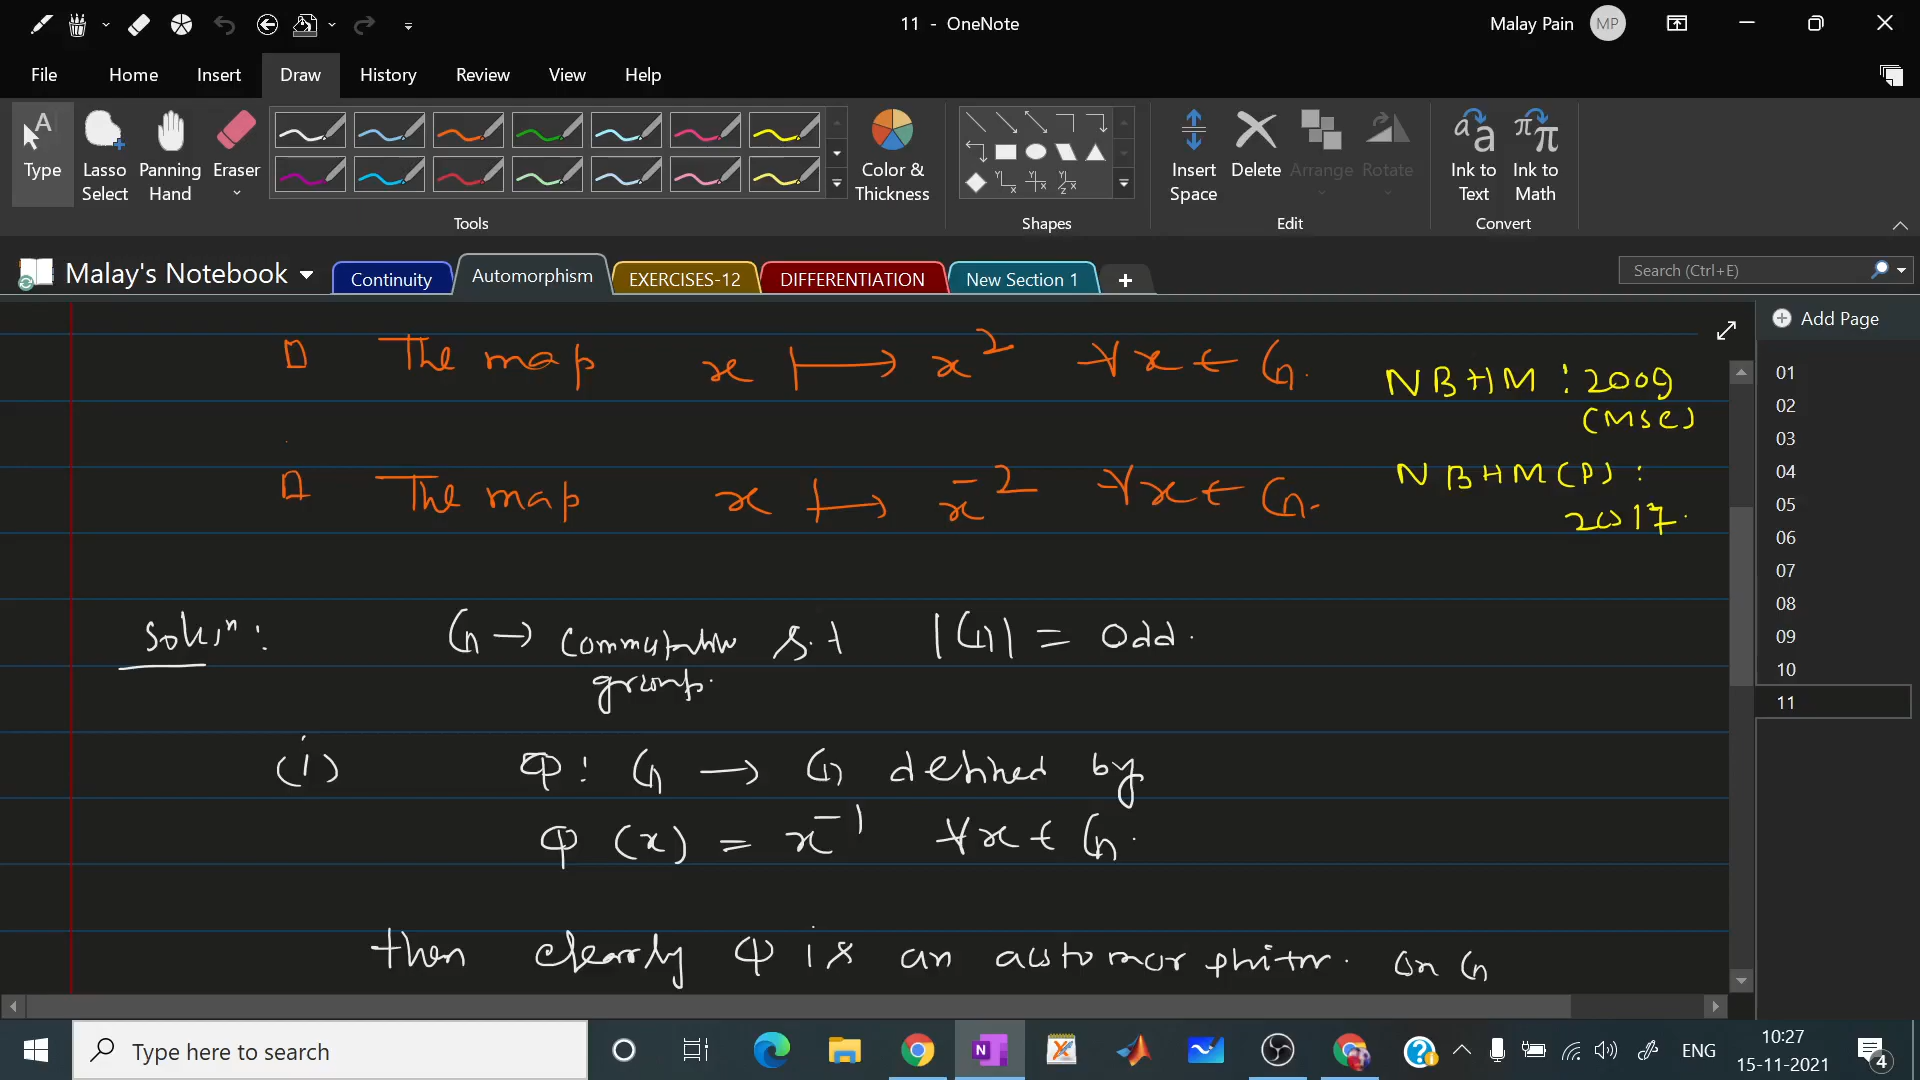 11 - OneNote
Malay Pain MP
File Home Insert Draw History Review View Help
Type
Lasso Select
Panning Hand
Eraser
Color & Thickness
Insert Space
Delete
Arrange
Rotate
Ink to Text
Ink to Math
Tools Shapes Edit Convert
Malay's Notebook Continuity Automorphism EXERCISES-12 DIFFERENTIATION New Section 1 +
Search (Ctrl+E)
Add Page
01
02
03
04
05
06
07
08
09
10
11
□ The map x ⟼ x² ∀x∈G.
NBHM : 2009
(MSC)
□ The map x ⟼ x⁻² ∀x∈G.
NBHM(P) :
2017.
Solnⁿ : G → commutative s.t |G| = odd.
group.
(i) φ : G → G defined by
φ(x) = x⁻¹ ∀x∈G.
then clearly φ is an automorphism. on G
Type here to search
ENG
10:27
15-11-2021
4